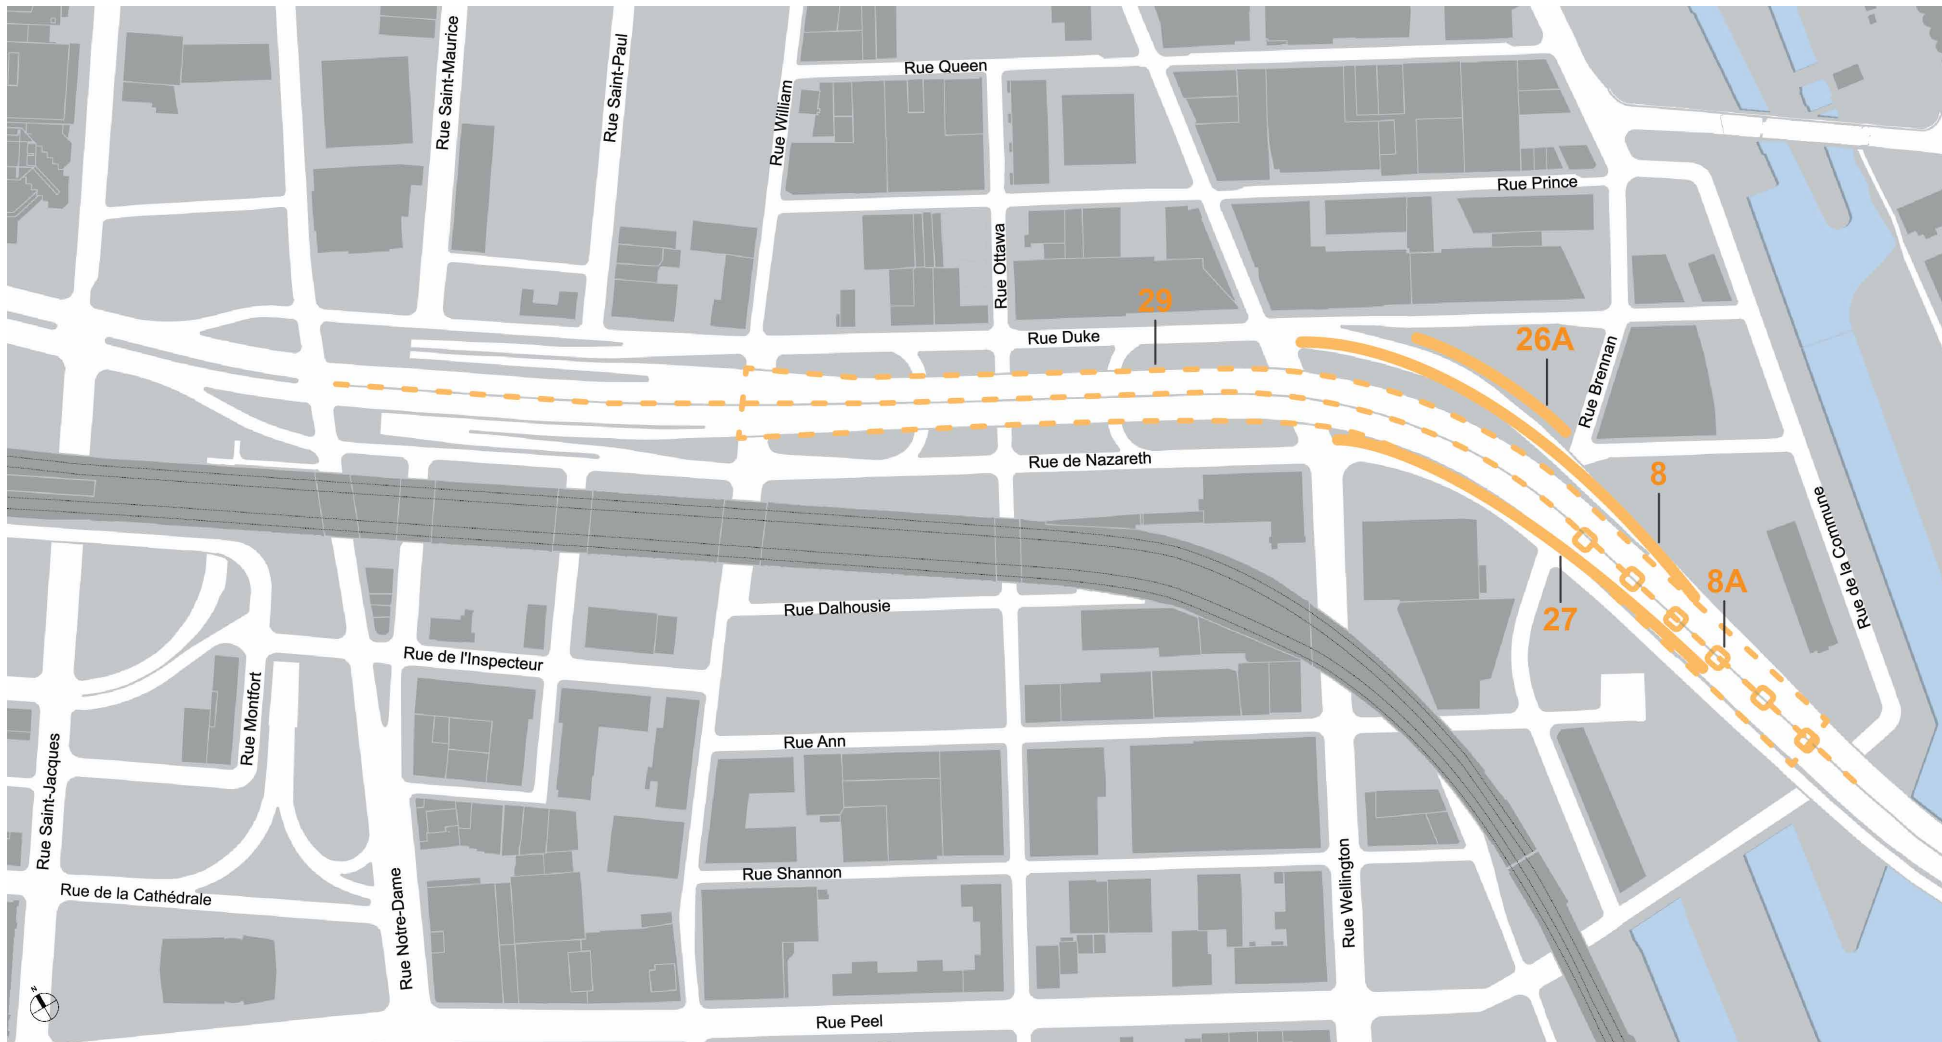 Rue Saint-Maurice
Rue Saint-Paul
Rue William
Rue Queen
Rue Prince
Rue Ottawa
29
Rue Duke
26A
Rue Brennan
Rue de Nazareth
8
Rue de la Commune
8A
27
Rue Dalhousie
Rue de l'Inspecteur
Rue Montfort
Rue Ann
Rue Saint-Jacques
Rue Shannon
Rue Wellington
Rue de la Cathédrale
Rue Notre-Dame
N
Rue Peel